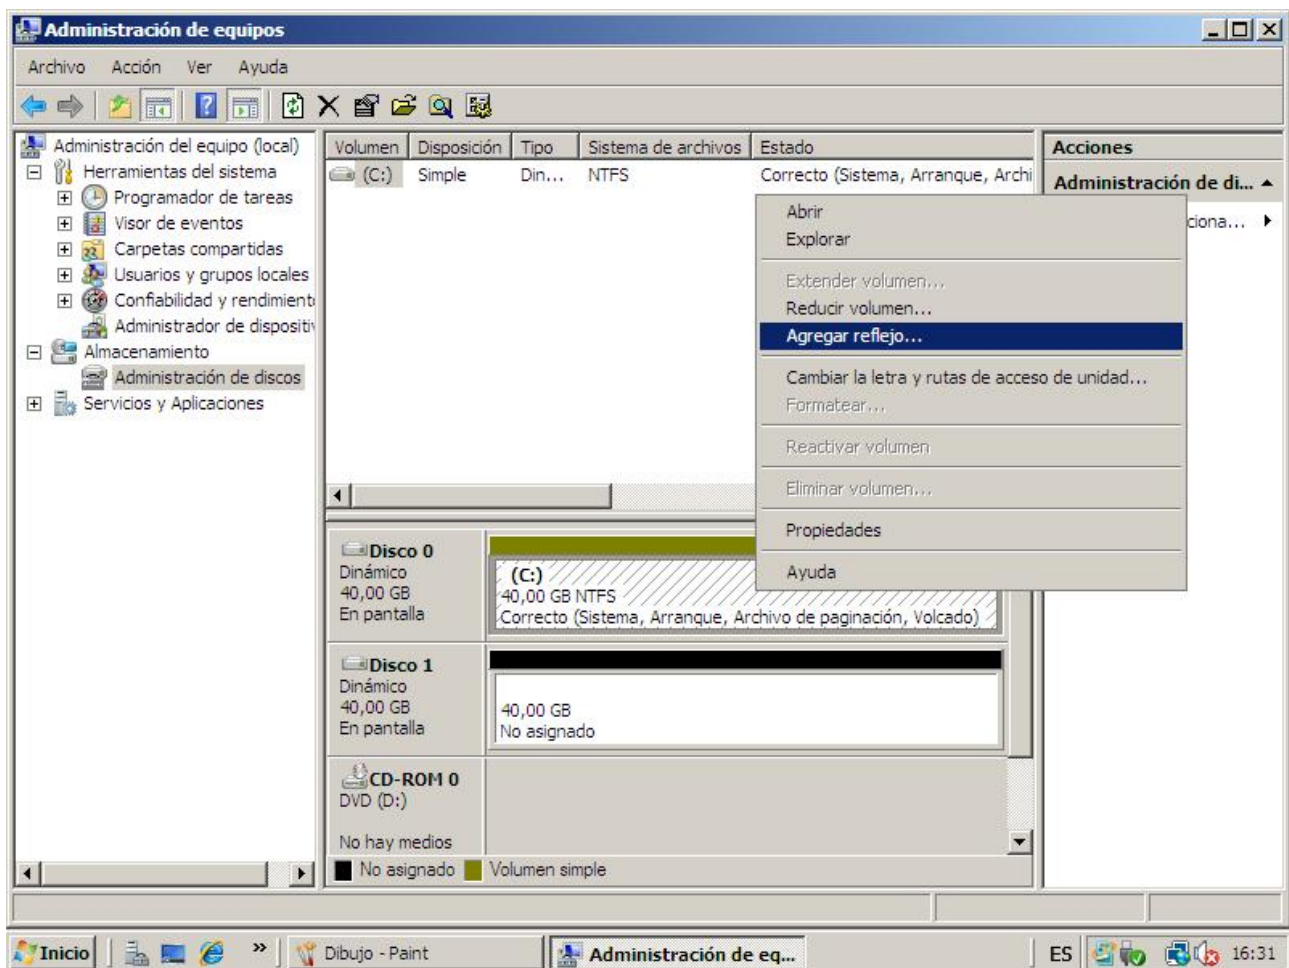 Administración de equipos
Archivo Acción Ver Ayuda
Administración del equipo (local)
Herramientas del sistema
Programador de tareas
Visor de eventos
Carpetas compartidas
Usuarios y grupos locales
Confiabilidad y rendimient
Administrador de dispositiv
Almacenamiento
Administración de discos
Servicios y Aplicaciones
Volumen Disposición Tipo Sistema de archivos Estado
(C:) Simple Din... NTFS Correcto (Sistema, Arranque, Archi
Abrir
Explorar
Extender volumen...
Reducir volumen...
Agregar reflejo...
Cambiar la letra y rutas de acceso de unidad...
Formatear...
Reactivar volumen
Eliminar volumen...
Propiedades
Ayuda
Acciones
Administración de di...
ciona...
Disco 0
Dinámico
40,00 GB
En pantalla
(C:)
40,00 GB NTFS
Correcto (Sistema, Arranque, Archivo de paginación, Volcado)
Disco 1
Dinámico
40,00 GB
En pantalla
40,00 GB
No asignado
CD-ROM 0
DVD (D:)
No hay medios
No asignado Volumen simple
Inicio » Dibujo - Paint Administración de eq... ES 16:31